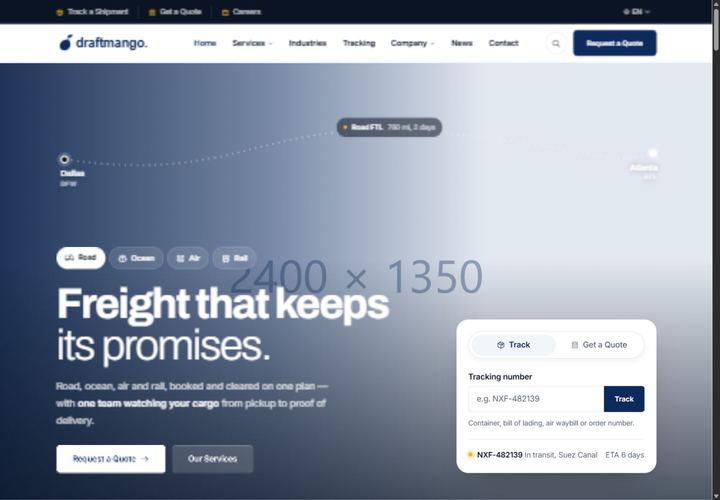 Track a Shipment
Get a Quote
Careers
EN
draftmango.
Home
Services
Industries
Tracking
Company
News
Contact
Request a Quote
Road FTL 780 mi, 2 days
Dallas
DFW
Atlanta
ATL
Road
Ocean
Air
Rail
2400 × 1350
Freight that keeps
its promises.
Road, ocean, air and rail, booked and cleared on one plan —
with one team watching your cargo from pickup to proof of
delivery.
Request a Quote →
Our Services
Track
Get a Quote
Tracking number
e.g. NXF-482139
Track
Container, bill of lading, air waybill or order number.
NXF-482139 In transit, Suez Canal ETA 6 days